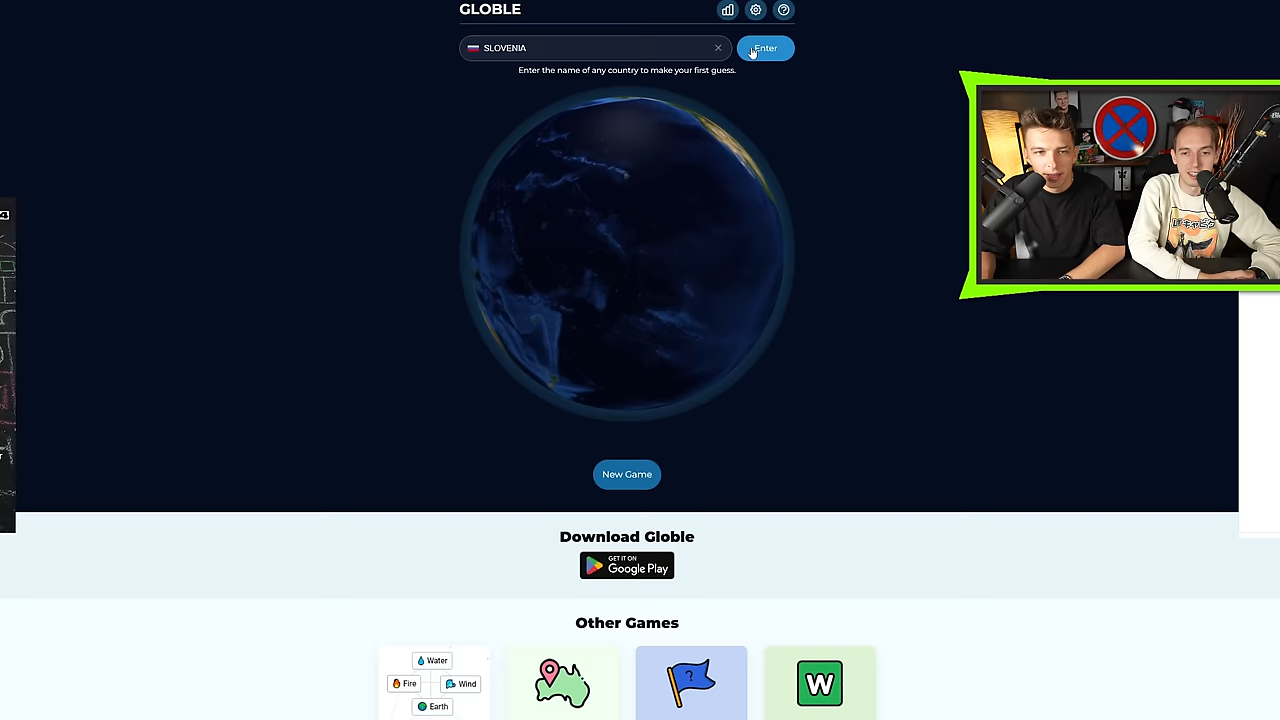 GLOBLE
SLOVENIA
Enter
Enter the name of any country to make your first guess.
4
New Game
Download Globle
GET IT ON
Google Play
Other Games
Water
Fire
Wind
Earth
?
W